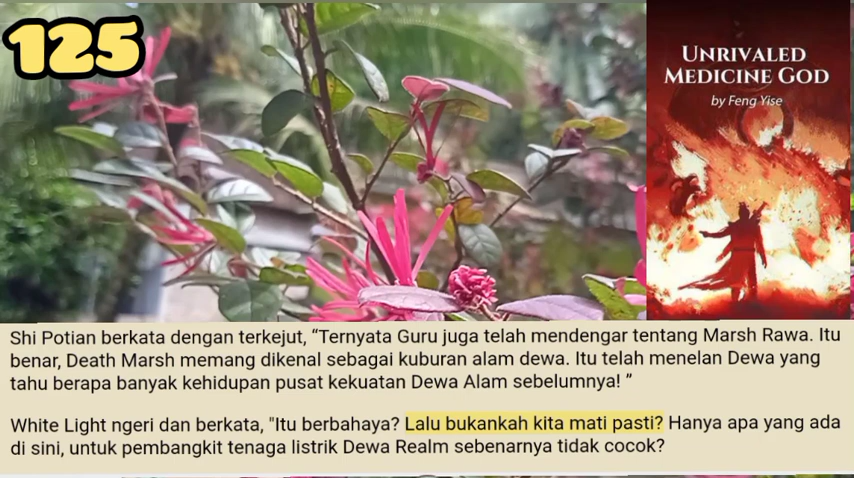 125
UNRIVALED
MEDICINE GOD
by Feng Yise
Shi Potian berkata dengan terkejut, “Ternyata Guru juga telah mendengar tentang Marsh Rawa. Itu
benar, Death Marsh memang dikenal sebagai kuburan alam dewa. Itu telah menelan Dewa yang
tahu berapa banyak kehidupan pusat kekuatan Dewa Alam sebelumnya! ”
White Light ngeri dan berkata, "Itu berbahaya? Lalu bukankah kita mati pasti? Hanya apa yang ada
di sini, untuk pembangkit tenaga listrik Dewa Realm sebenarnya tidak cocok?